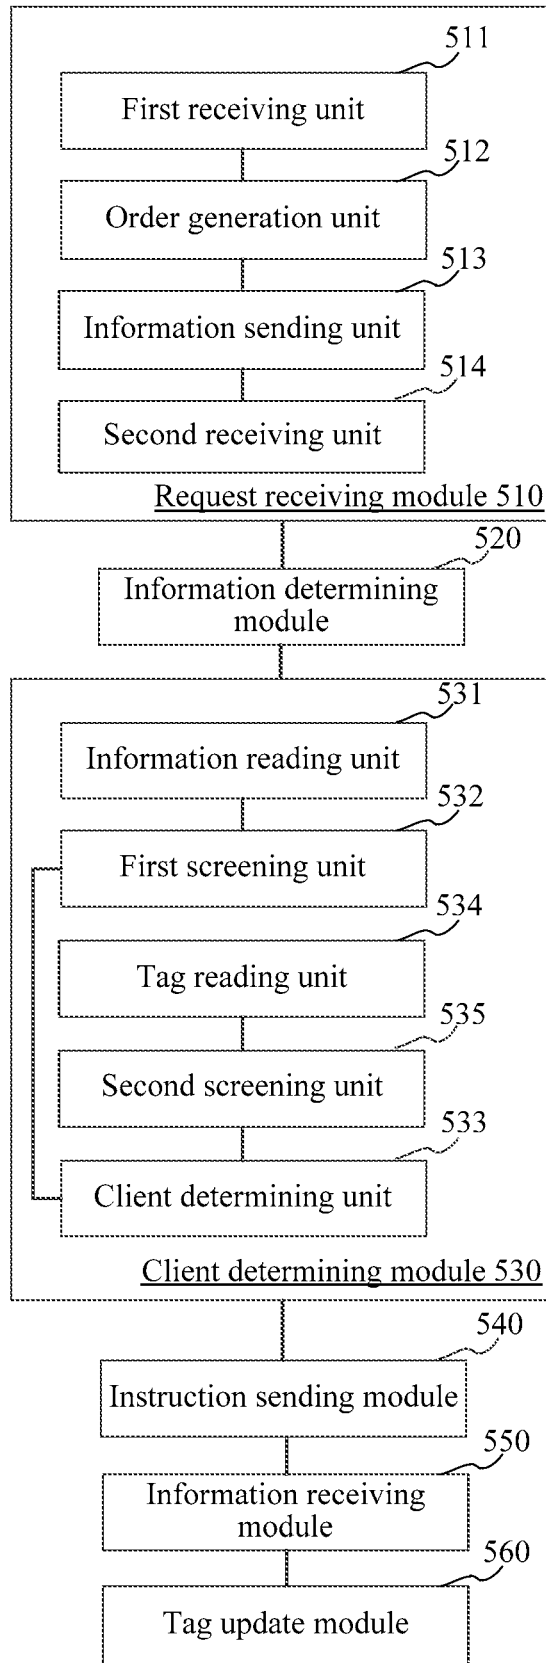 511
First receiving unit
512
Order generation unit
513
Information sending unit
514
Second receiving unit
Request receiving module 510
520
Information determining
module
531
Information reading unit
532
First screening unit
534
Tag reading unit
535
Second screening unit
533
Client determining unit
Client determining module 530
540
Instruction sending module
550
Information receiving
module
560
Tag update module